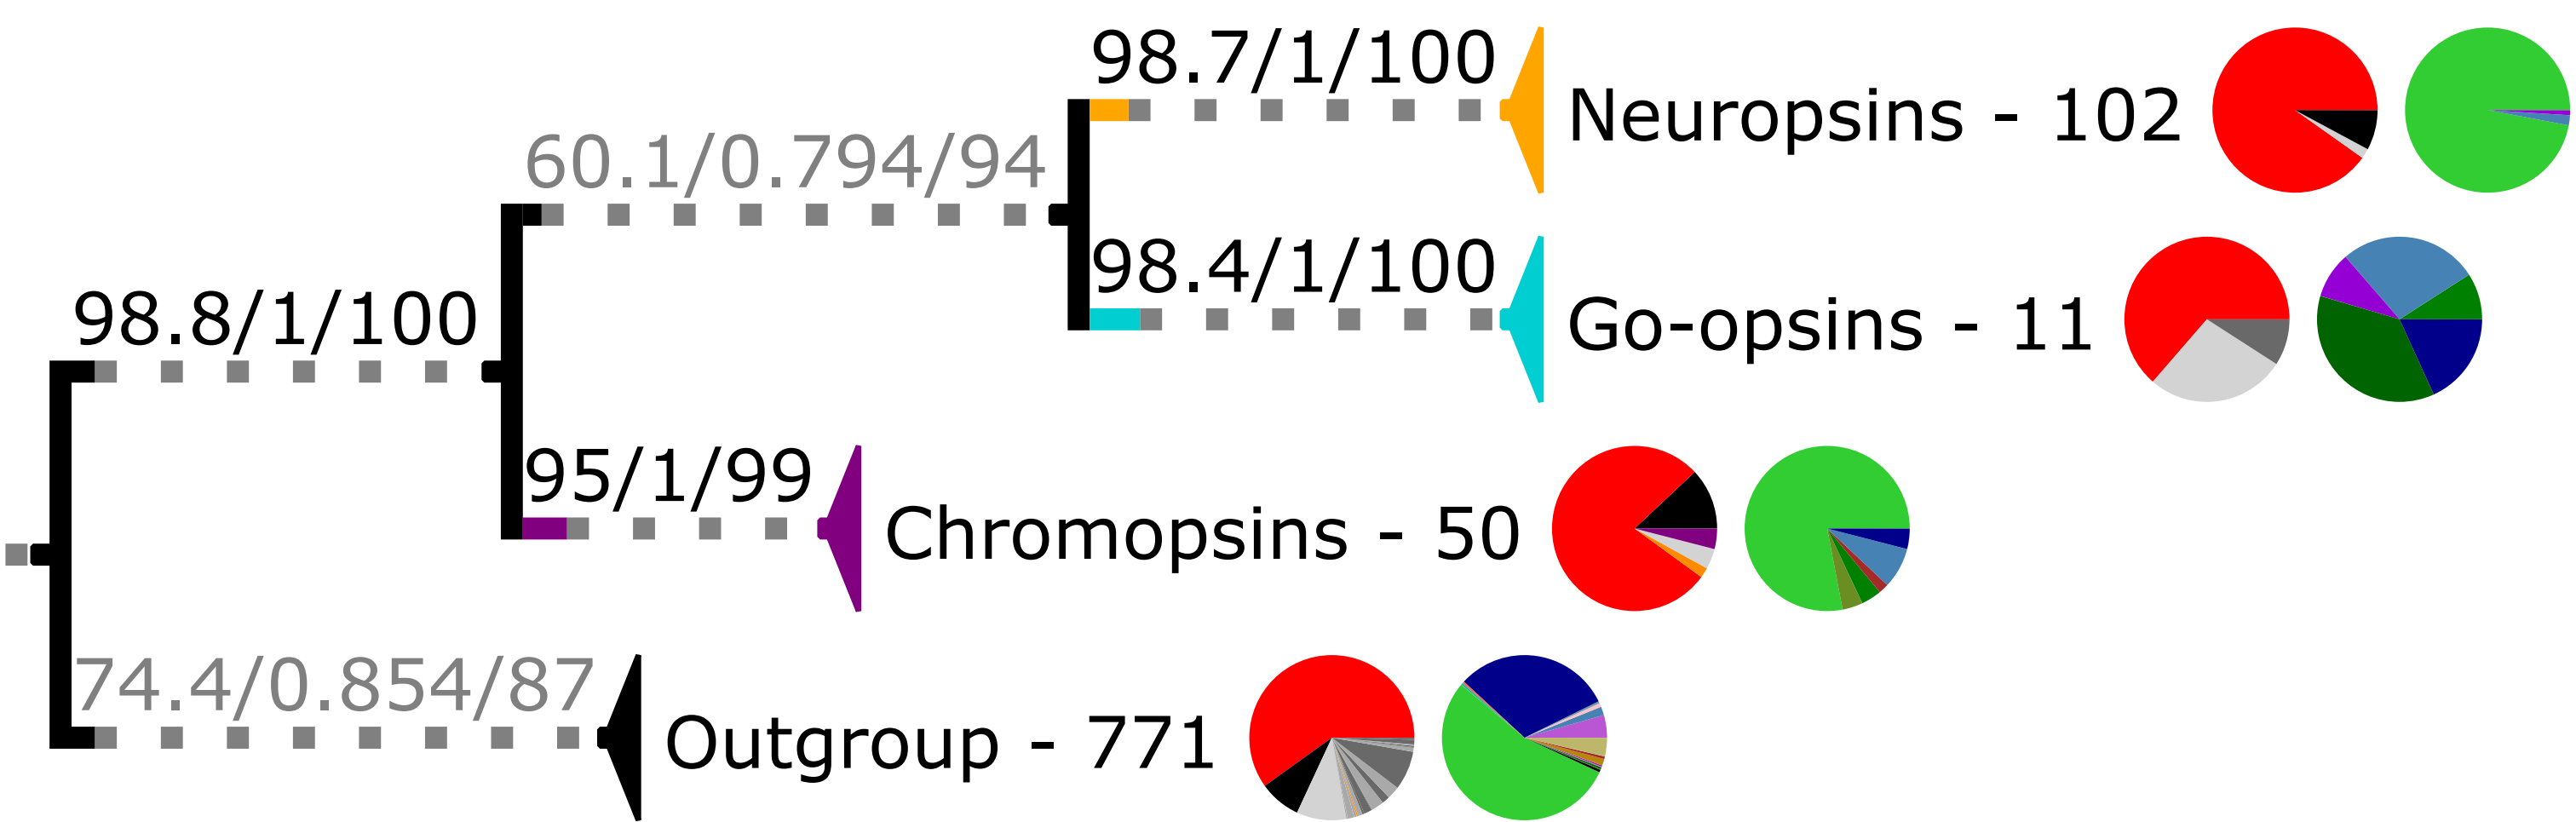 98.7/1/100
Neuropsins - 102
60.1/0.794/94
98.4/1/100
Go-opsins - 11
98.8/1/100
95/1/99
Chromopsins - 50
74.4/0.854/87
Outgroup - 771